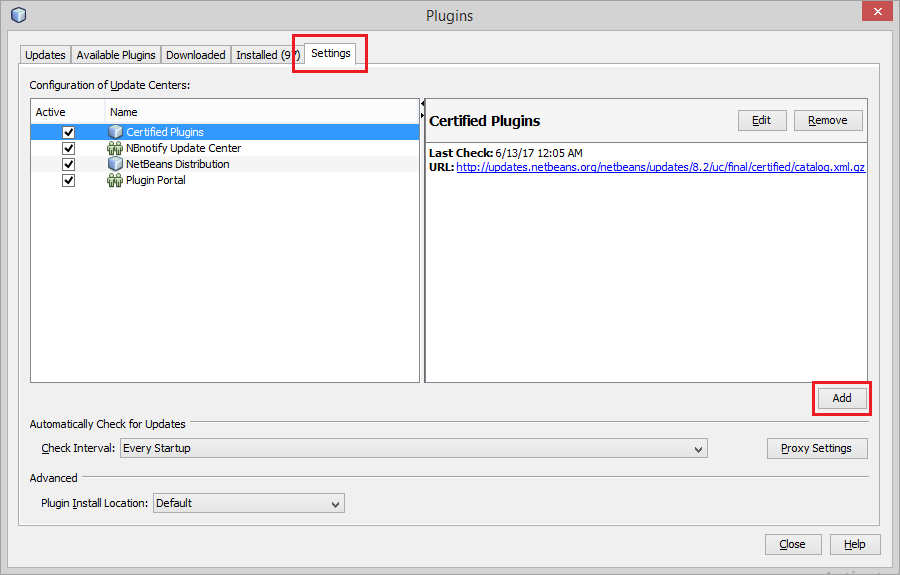 Plugins
Updates Available Plugins Downloaded Installed (97) Settings
Configuration of Update Centers:
Active Name
Certified Plugins
NBnotify Update Center
NetBeans Distribution
Plugin Portal
Certified Plugins Edit Remove
Last Check: 6/13/17 12:05 AM
URL: http://updates.netbeans.org/netbeans/updates/8.2/uc/final/certified/catalog.xml.gz
Add
Automatically Check for Updates
Check Interval: Every Startup Proxy Settings
Advanced
Plugin Install Location: Default
Close Help